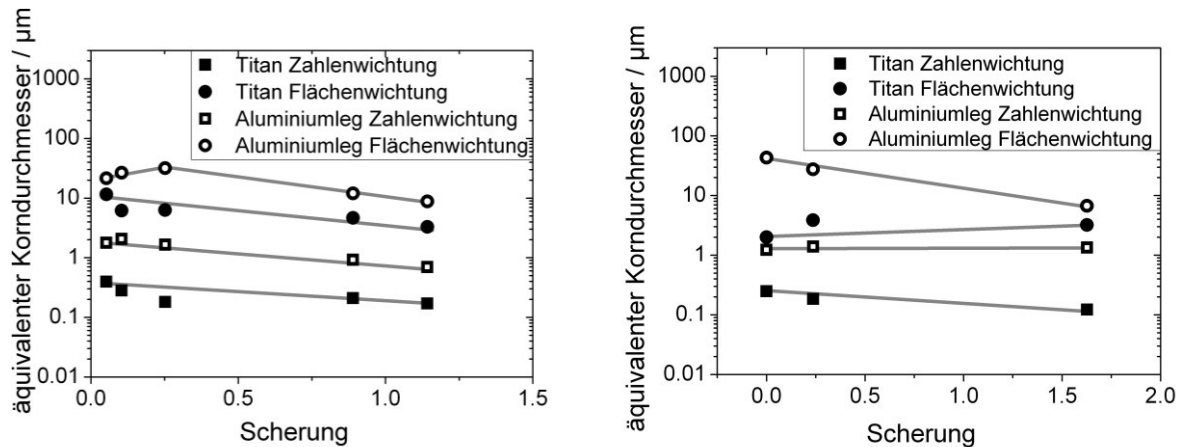 äquivalenter Korndurchmesser / µm
1000
100
10
1
0.1
0.01
Titan Zahlenwichtung
Titan Flächenwichtung
Aluminiumleg Zahlenwichtung
Aluminiumleg Flächenwichtung
0.0 0.5 1.0 1.5
Scherung
äquivalenter Korndurchmesser / µm
1000
100
10
1
0.1
0.01
Titan Zahlenwichtung
Titan Flächenwichtung
Aluminiumleg Zahlenwichtung
Aluminiumleg Flächenwichtung
0.0 0.5 1.0 1.5 2.0
Scherung